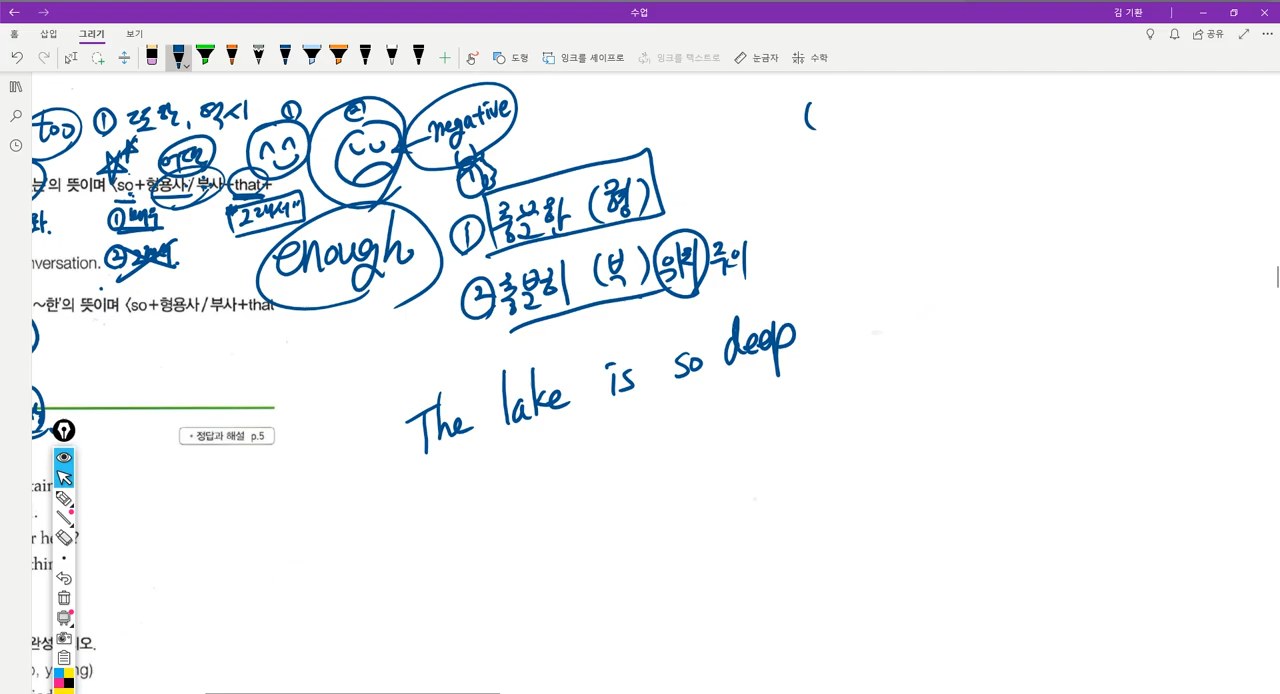 수업
김 기환
홈 삽입 그리기 보기
공유
도형 잉크를 셰이프로 잉크를 텍스트로 눈금자 수학
too ① 또한, 역시 ① ② negative
는'의 뜻이며 <so+형용사/부사+that+
"그래서"
① 매우
enough
① 충분한 (형)
nversation.
② 충분히 (부) 위치 주의
~한'의 뜻이며 <so+형용사/부사+that
The lake is so deep
• 정답과 해설 p.5
tain
r he ?
thin
완성 오.
o, y ng)